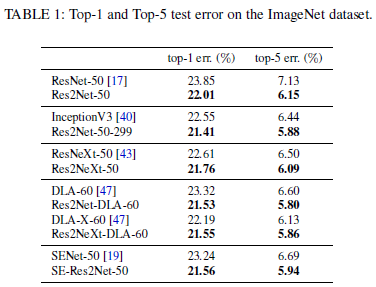 TABLE 1: Top-1 and Top-5 test error on the ImageNet dataset.
top-1 err. (%) top-5 err. (%)
ResNet-50 [17] 23.85 7.13
Res2Net-50 22.01 6.15
InceptionV3 [40] 22.55 6.44
Res2Net-50-299 21.41 5.88
ResNeXt-50 [43] 22.61 6.50
Res2NeXt-50 21.76 6.09
DLA-60 [47] 23.32 6.60
Res2Net-DLA-60 21.53 5.80
DLA-X-60 [47] 22.19 6.13
Res2NeXt-DLA-60 21.55 5.86
SENet-50 [19] 23.24 6.69
SE-Res2Net-50 21.56 5.94